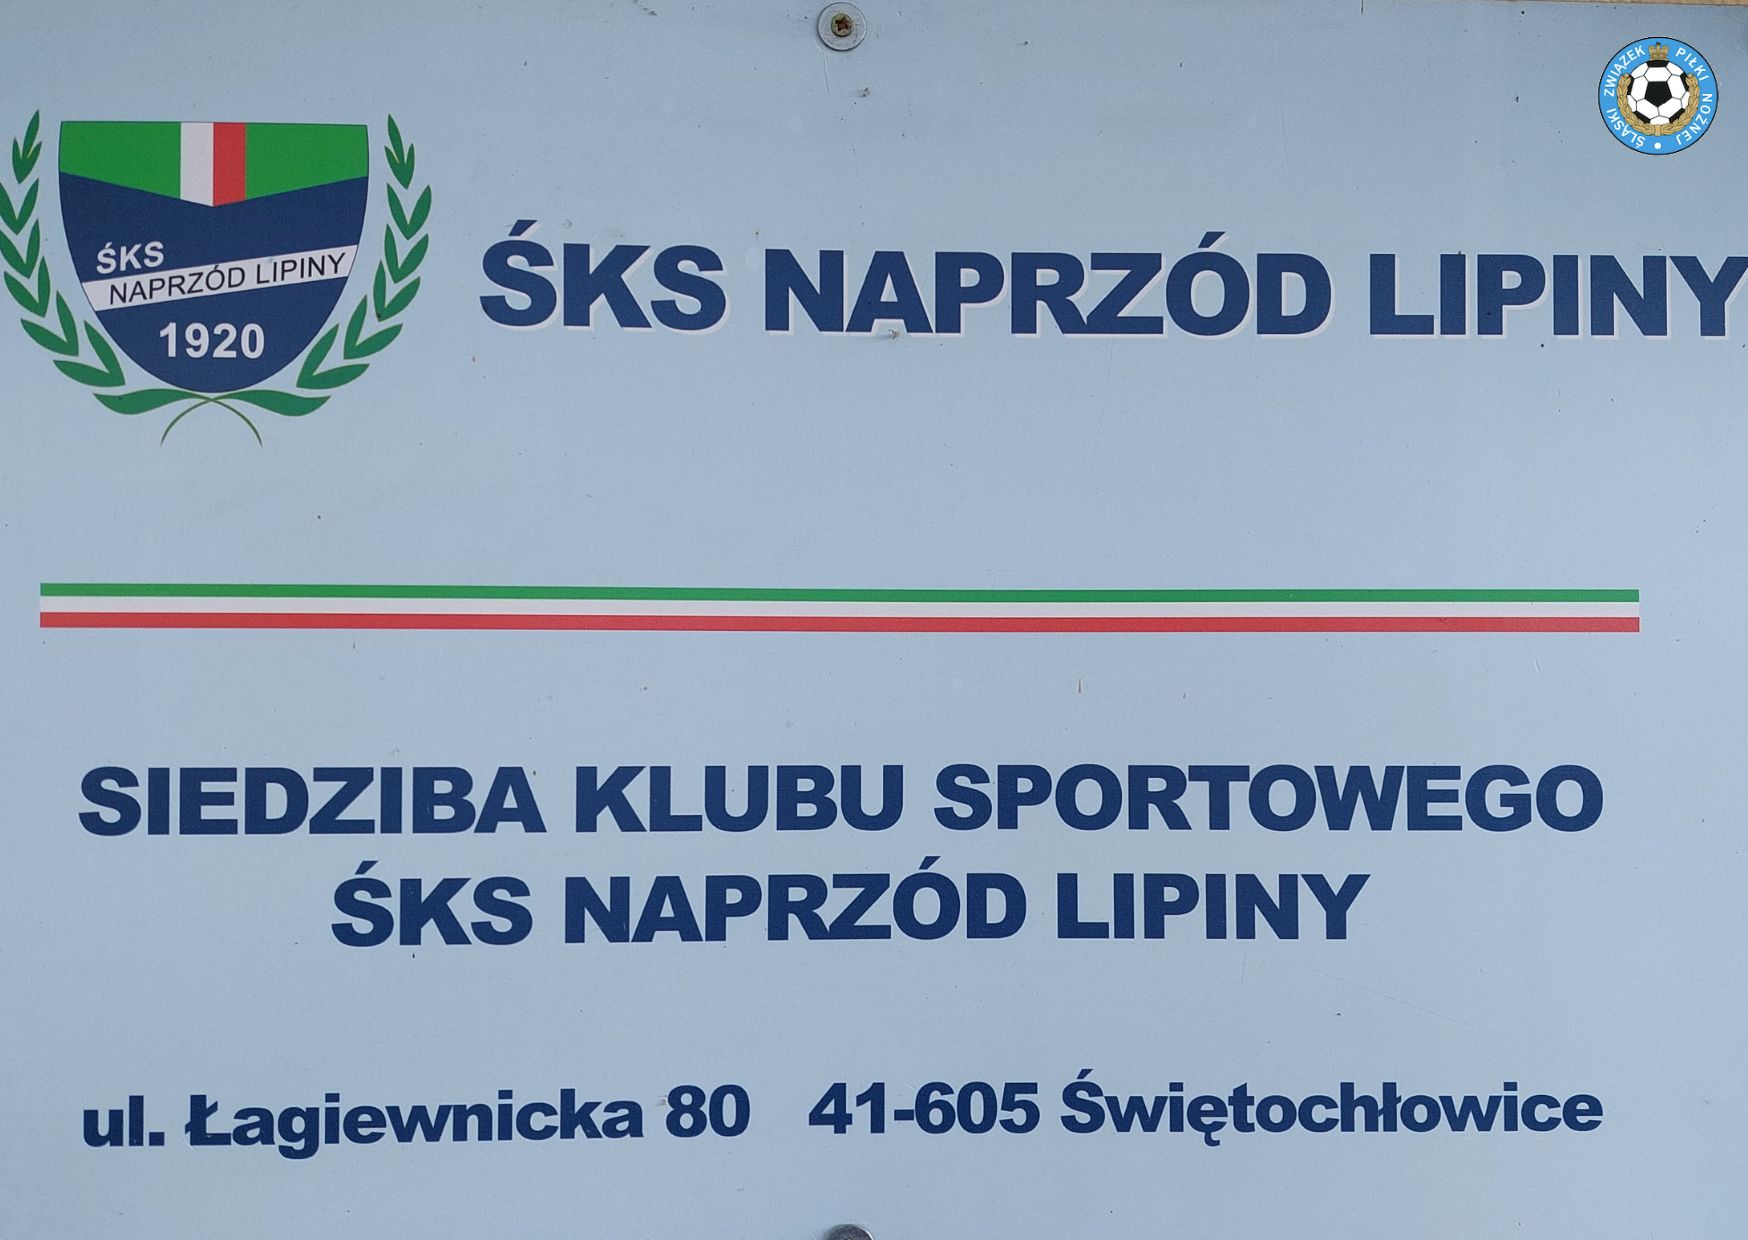 ŚLĄSKI ZWIĄZEK PIŁKI NOŻNEJ
ŚKS
NAPRZÓD LIPINY
1920
ŚKS NAPRZÓD LIPINY
SIEDZIBA KLUBU SPORTOWEGO
ŚKS NAPRZÓD LIPINY
ul. Łagiewnicka 80 41-605 Świętochłowice